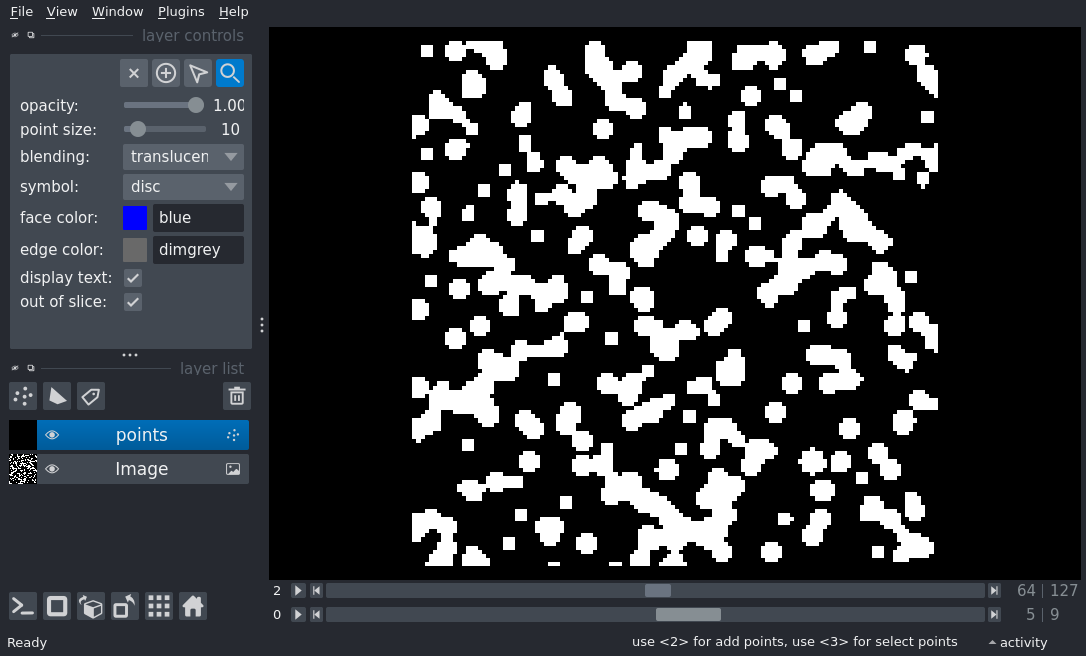 File View Window Plugins Help
layer controls
opacity: 1.00
point size: 10
blending: translucen
symbol: disc
face color: blue
edge color: dimgrey
display text:
out of slice:
layer list
points
Image
2 64 | 127
0 5 | 9
Ready use <2> for add points, use <3> for select points activity